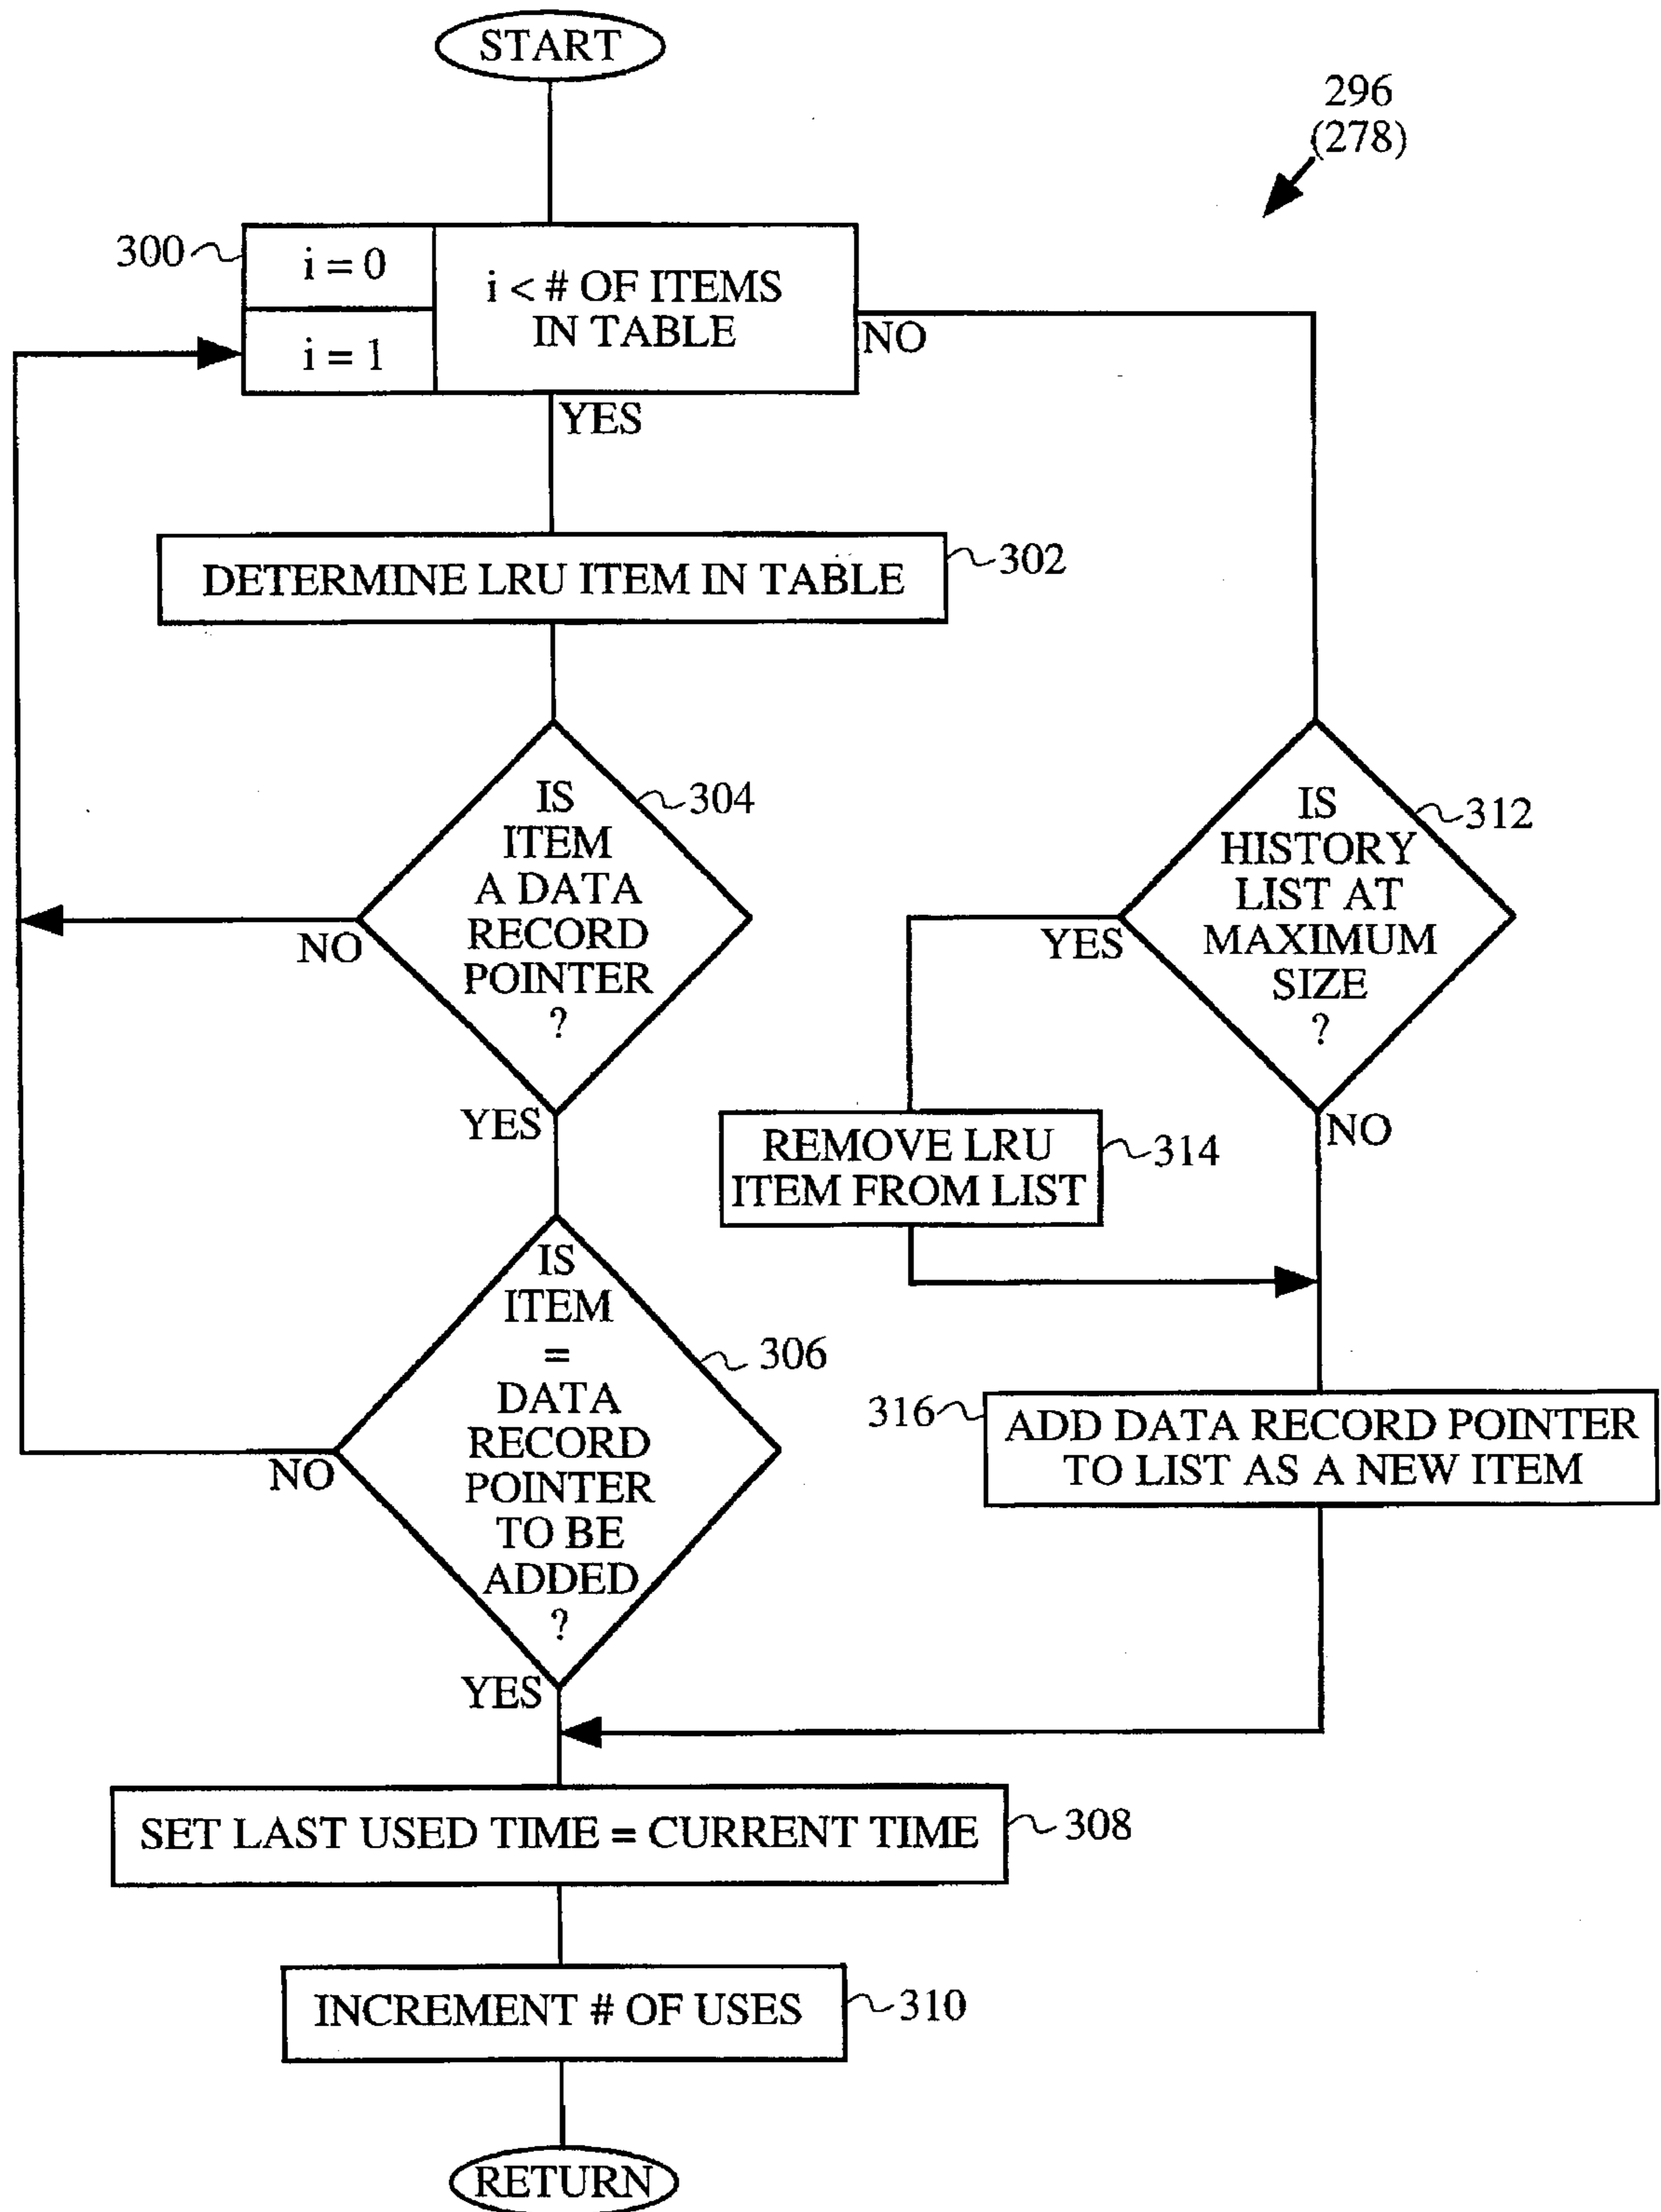 START
296
(278)
300
i = 0
i < # OF ITEMS
IN TABLE
i = 1
NO
YES
DETERMINE LRU ITEM IN TABLE
302
IS
ITEM
A DATA
RECORD
POINTER
?
304
NO
YES
IS
HISTORY
LIST AT
MAXIMUM
SIZE
?
312
YES
NO
REMOVE LRU
ITEM FROM LIST
314
IS
ITEM
=
DATA
RECORD
POINTER
TO BE
ADDED
?
306
NO
YES
316
ADD DATA RECORD POINTER
TO LIST AS A NEW ITEM
SET LAST USED TIME = CURRENT TIME
308
INCREMENT # OF USES
310
RETURN